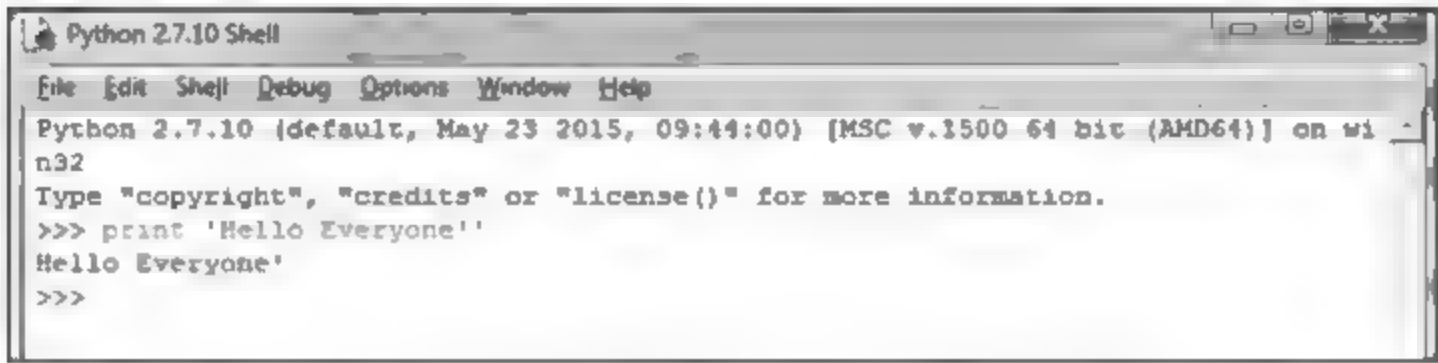 Python 2.7.10 Shell
File Edit Shell Debug Options Window Help
Python 2.7.10 (default, May 23 2015, 09:44:00) [MSC v.1500 64 bit (AMD64)] on wi
n32
Type "copyright", "credits" or "license()" for more information.
>>> print 'Hello Everyone''
Hello Everyone'
>>>